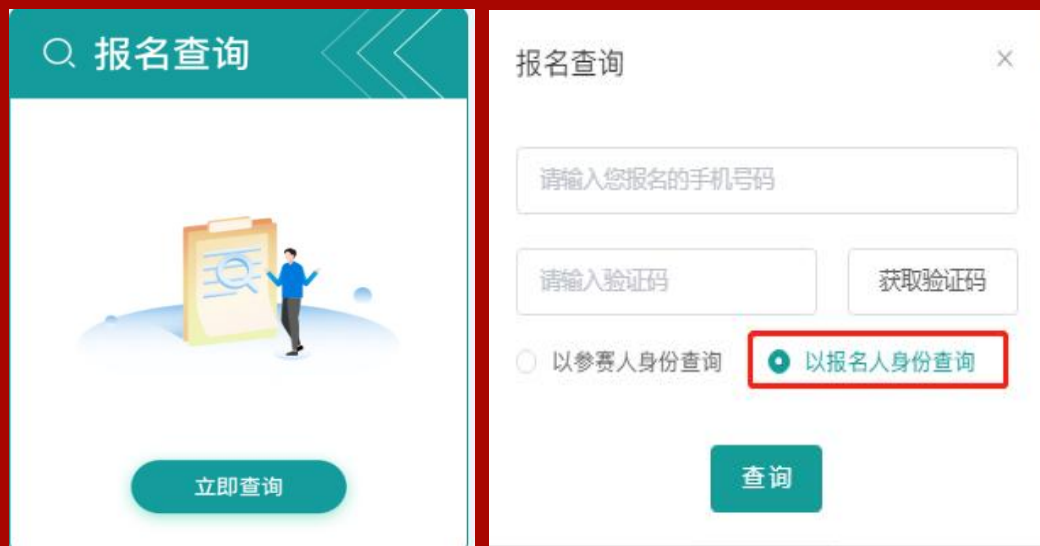 报名查询
立即查询
报名查询
请输入您报名的手机号码
请输入验证码
获取验证码
以参赛人身份查询
以报名人身份查询
查询